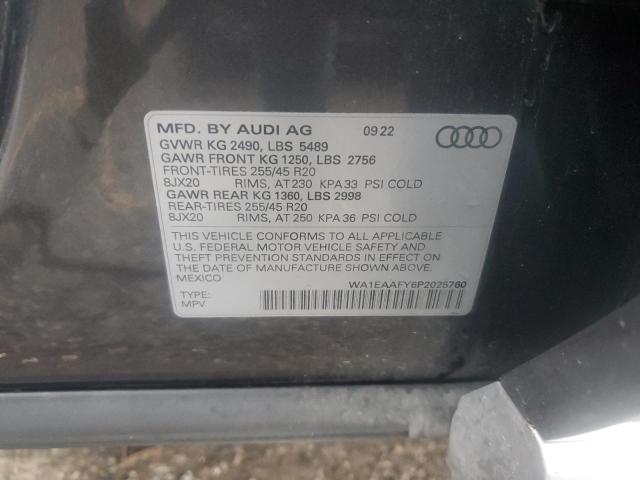 MFD. BY AUDI AG 09 22
GVWR KG 2490, LBS 5489
GAWR FRONT KG 1250, LBS 2756
FRONT-TIRES 255/45 R20
8JX20 RIMS, AT 230 KPA 33 PSI COLD
GAWR REAR KG 1360, LBS 2998
REAR-TIRES 255/45 R20
8JX20 RIMS, AT 250 KPA 36 PSI COLD
THIS VEHICLE CONFORMS TO ALL APPLICABLE
U.S. FEDERAL MOTOR VEHICLE SAFETY AND
THEFT PREVENTION STANDARDS IN EFFECT ON
THE DATE OF MANUFACTURE SHOWN ABOVE.
MEXICO
WA1EAAFY6P2025760
TYPE:
MPV